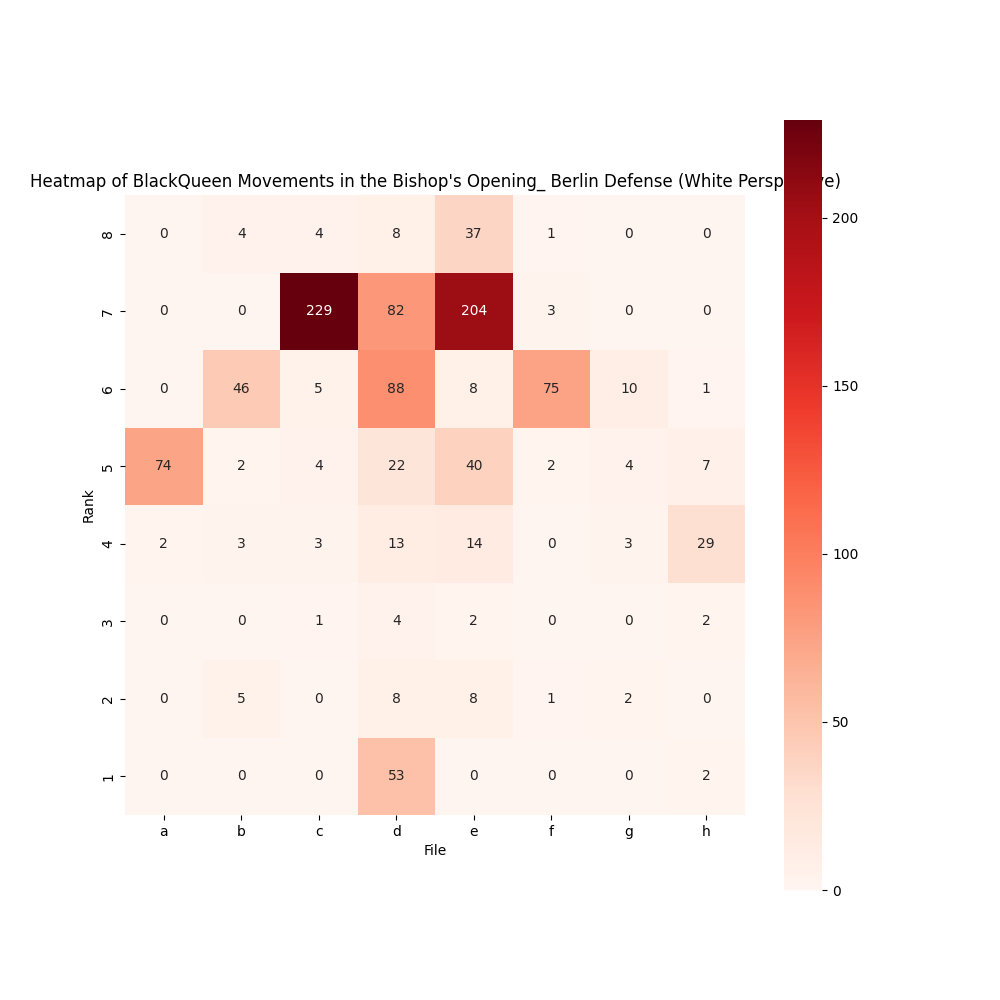 Heatmap of BlackQueen Movements in the Bishop's Opening_ Berlin Defense (White Persp ve)
8 0 4 4 8 37 1 0 0
7 0 0 229 82 204 3 0 0
6 0 46 5 88 8 75 10 1
5 74 2 4 22 40 2 4 7
4 2 3 3 13 14 0 3 29
3 0 0 1 4 2 0 0 2
2 0 5 0 8 8 1 2 0
1 0 0 0 53 0 0 0 2
a b c d e f g h
File
Rank
200
150
100
50
0